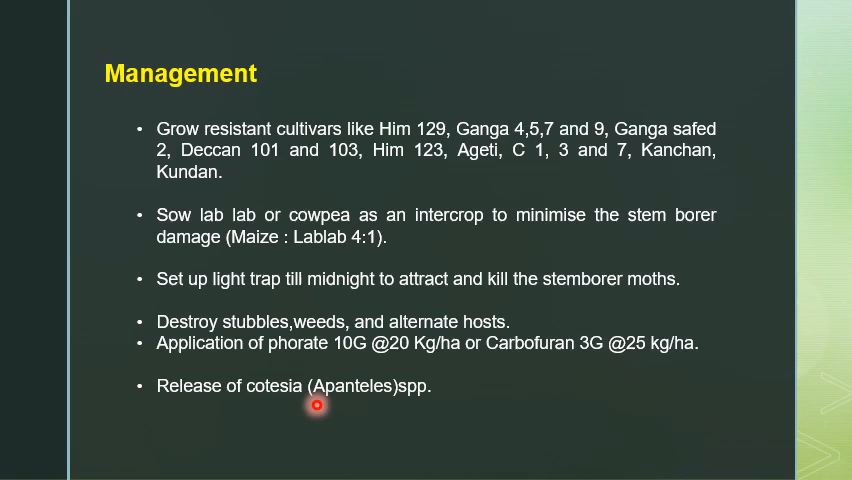 Management
• Grow resistant cultivars like Him 129, Ganga 4,5,7 and 9, Ganga safed
2, Deccan 101 and 103, Him 123, Ageti, C 1, 3 and 7, Kanchan,
Kundan.
• Sow lab lab or cowpea as an intercrop to minimise the stem borer
damage (Maize : Lablab 4:1).
• Set up light trap till midnight to attract and kill the stemborer moths.
• Destroy stubbles,weeds, and alternate hosts.
• Application of phorate 10G @20 Kg/ha or Carbofuran 3G @25 kg/ha.
• Release of cotesia (Apanteles)spp.